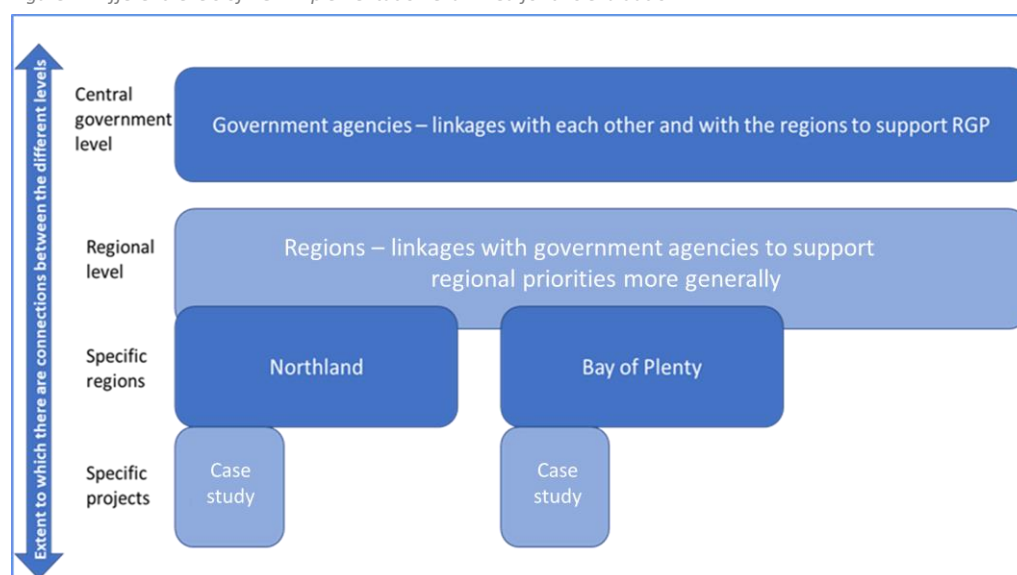 Extent to which there are connections between the different levels
Central
government
level
Government agencies – linkages with each other and with the regions to support RGP
Regional
level
Regions – linkages with government agencies to support
regional priorities more generally
Specific
regions
Northland
Bay of Plenty
Specific
projects
Case
study
Case
study